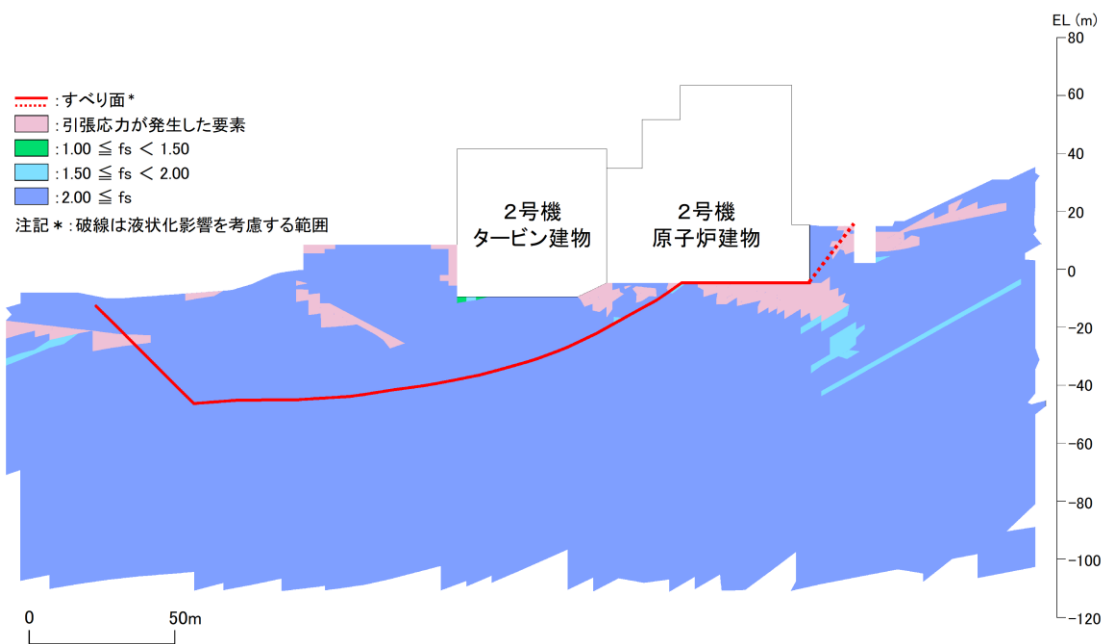 EL (m)
80
60
40
20
0
-20
-40
-60
-80
-100
-120
:すべり面*
:引張応力が発生した要素
:1.00 ≦ fs < 1.50
:1.50 ≦ fs < 2.00
:2.00 ≦ fs
注記*:破線は液状化影響を考慮する範囲
2号機
タービン建物
2号機
原子炉建物
0 50m